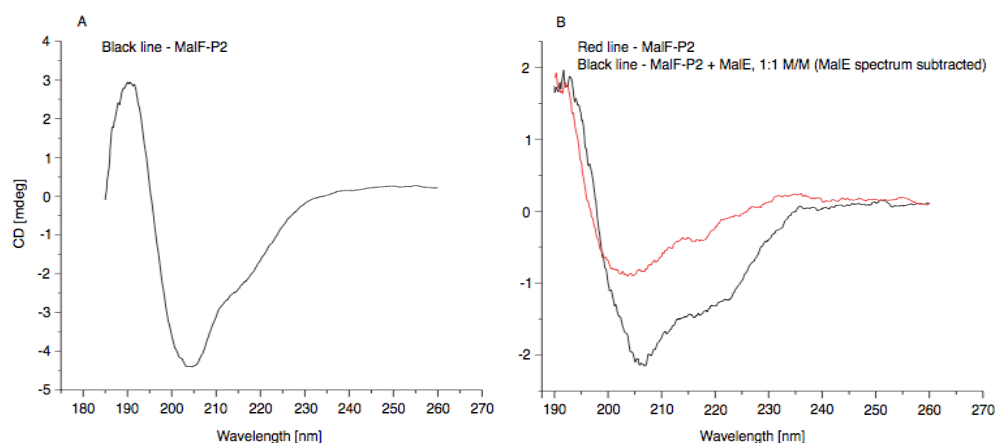 A
Black line - MalF-P2
4
3
2
1
0
-1
-2
-3
-4
-5
CD [mdeg]
180 190 200 210 220 230 240 250 260 270
Wavelength [nm]
B
Red line - MalF-P2
Black line - MalF-P2 + MalE, 1:1 M/M (MalE spectrum subtracted)
2
1
0
-1
-2
190 200 210 220 230 240 250 260 270
Wavelength [nm]